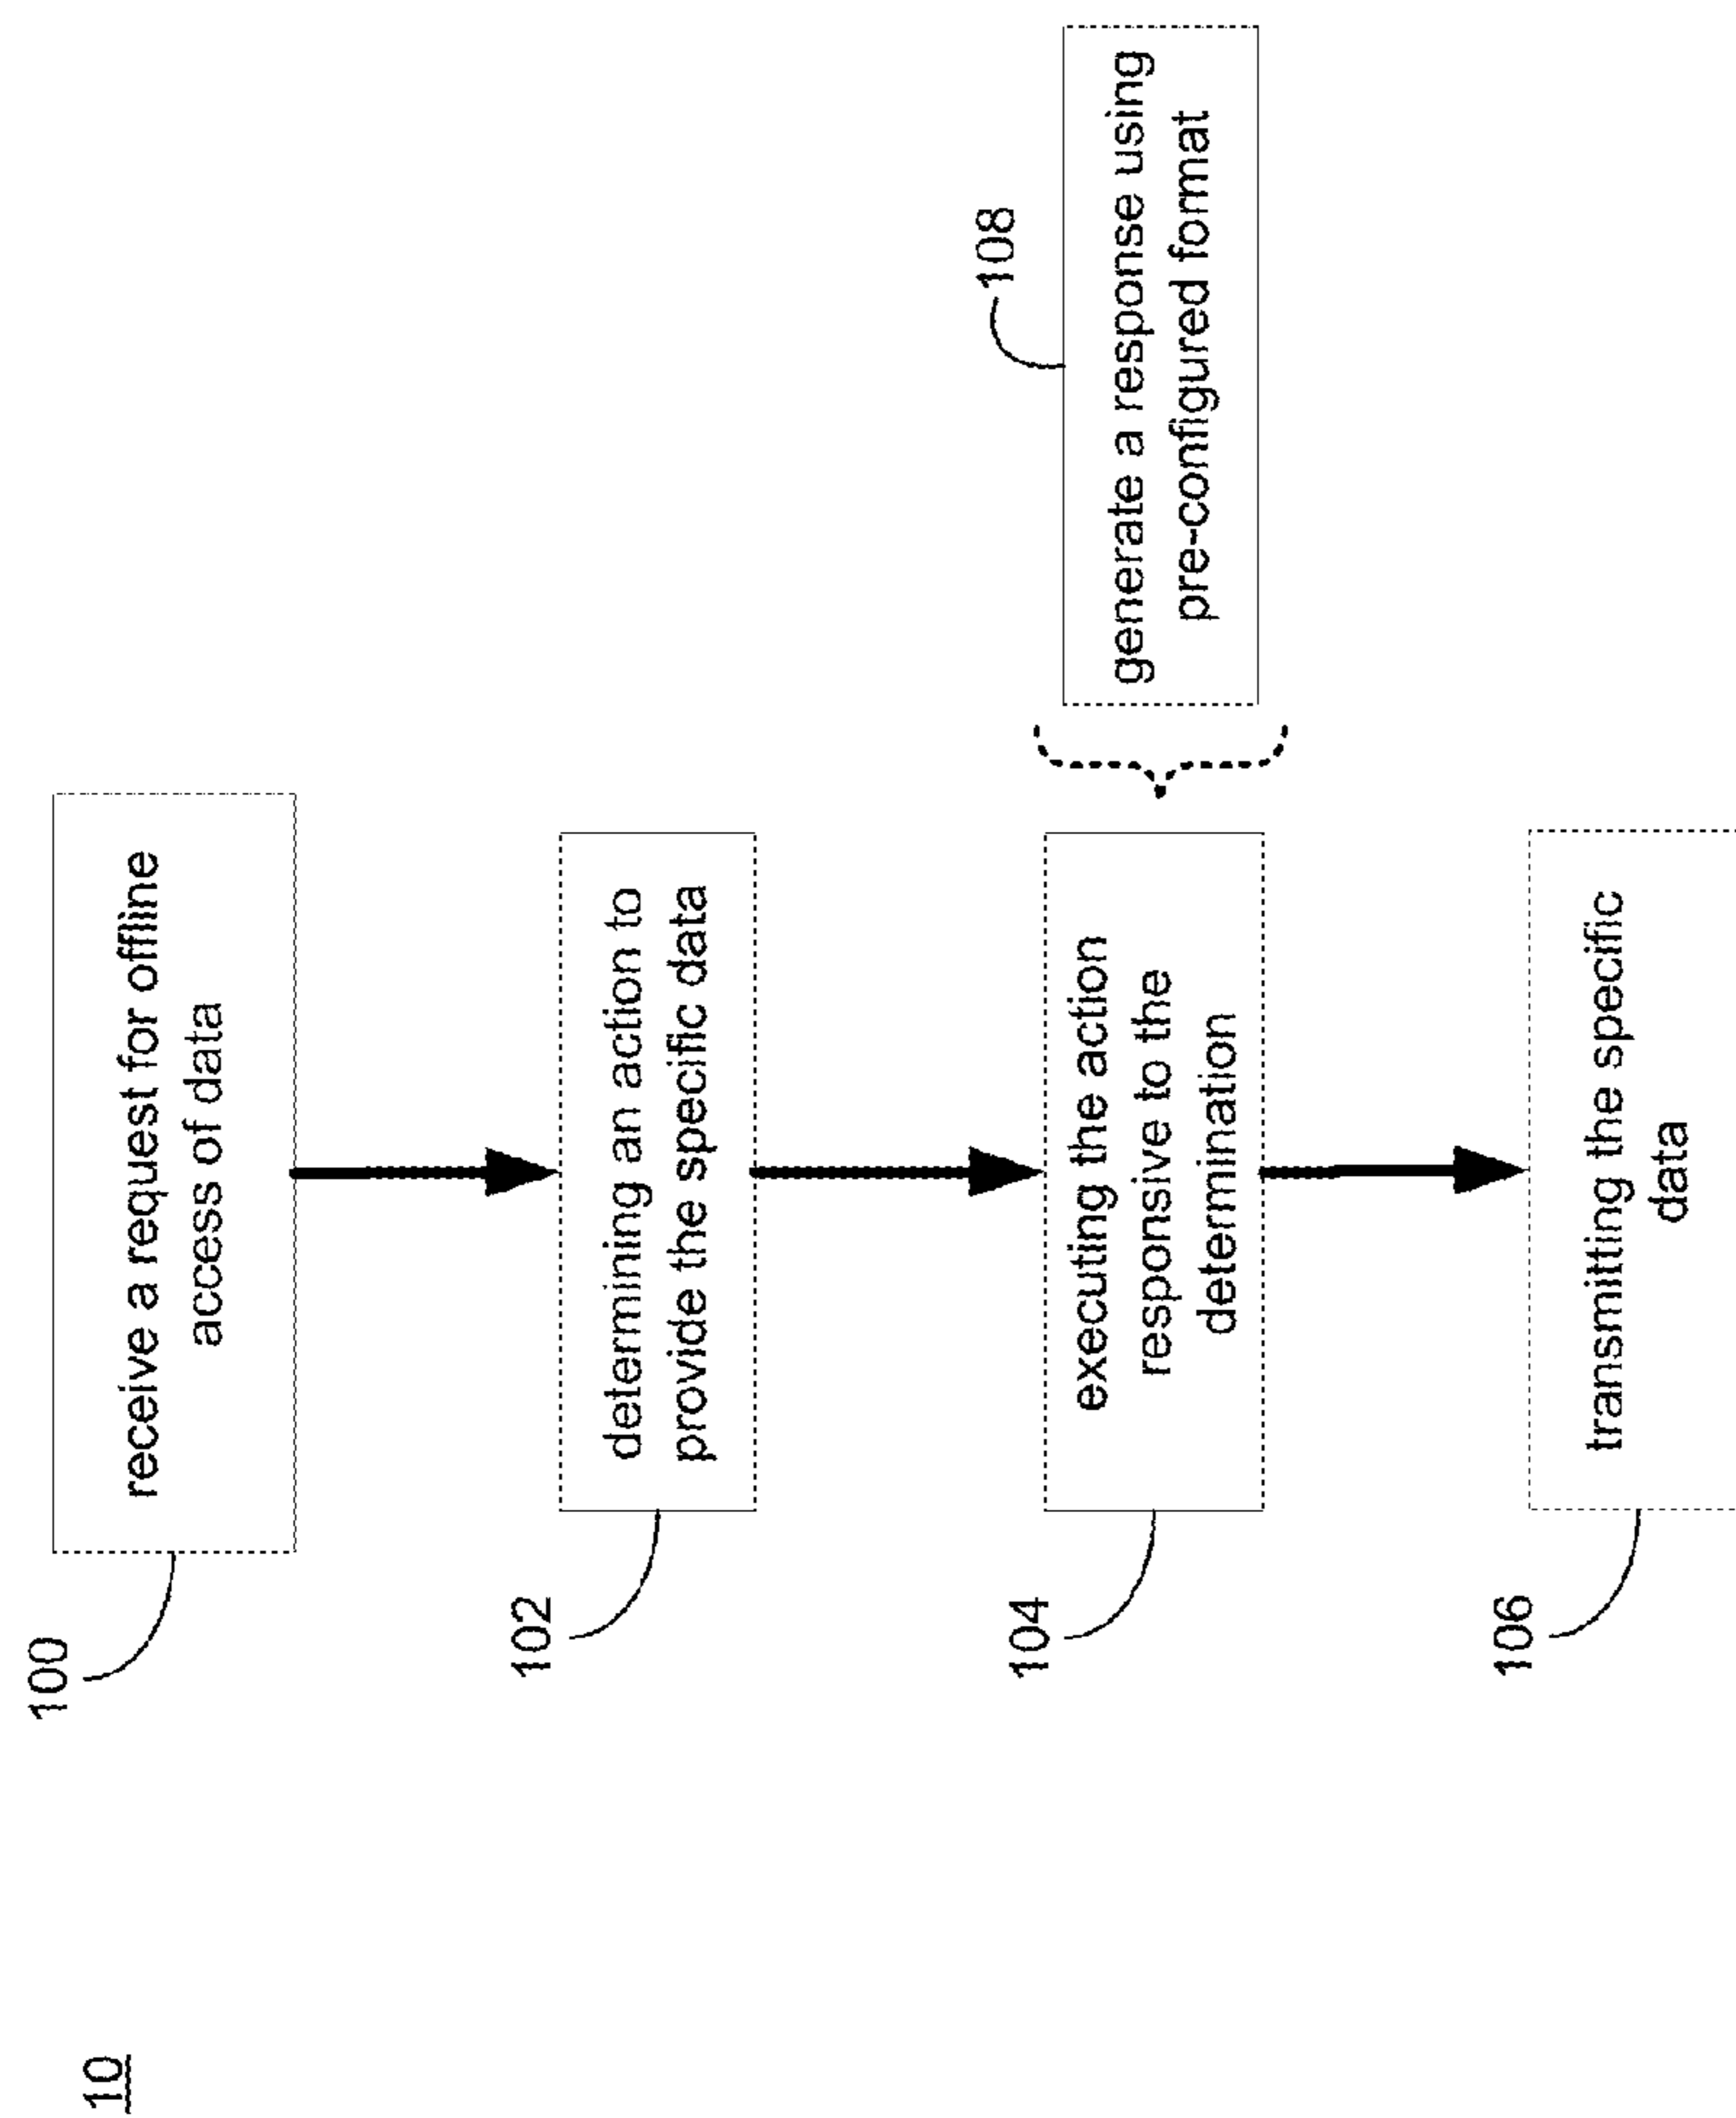 10
100
receive a request for offline
access of data
102
determining an action to
provide the specific data
104
executing the action
responsive to the
determination
108
generate a response using
pre-configured format
106
transmitting the specific
data